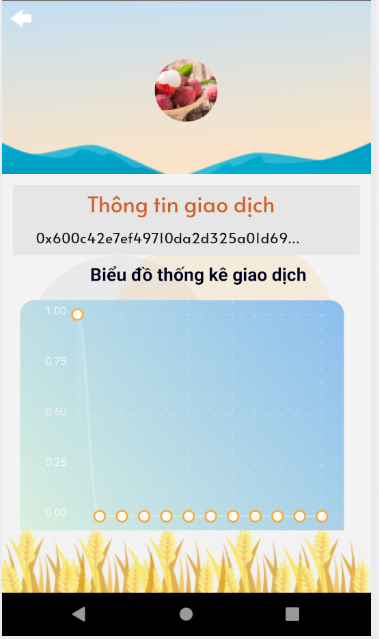 Thông tin giao dịch
0x600c42e7ef49710da2d325a01d69...
Biểu đồ thống kê giao dịch
1.00
0.75
0.50
0.25
0.00